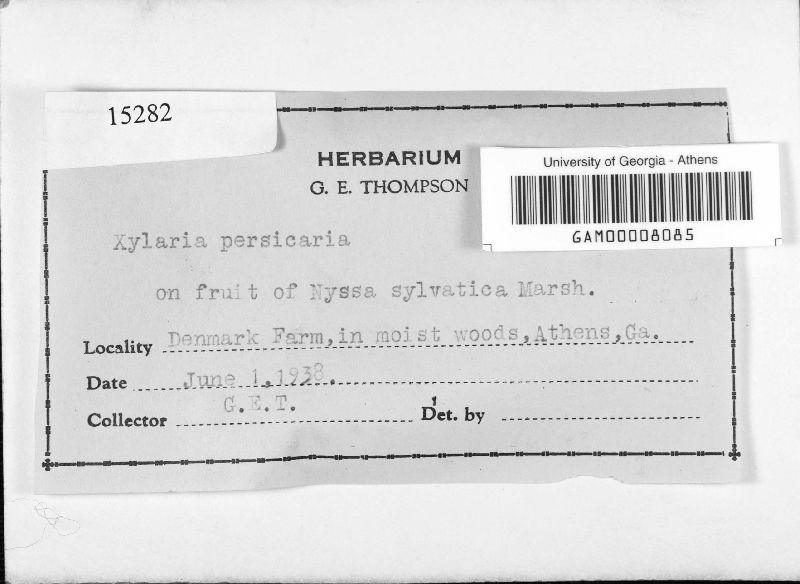 15282
HERBARIUM
G. E. THOMPSON
University of Georgia - Athens
GAM00008085
Xylaria persicaria
on fruit of Nyssa sylvatica Marsh.
Locality Denmark Farm, in moist woods, Athens, Ga.
Date June 1, 1938.
Collector G.E.T. Det. by